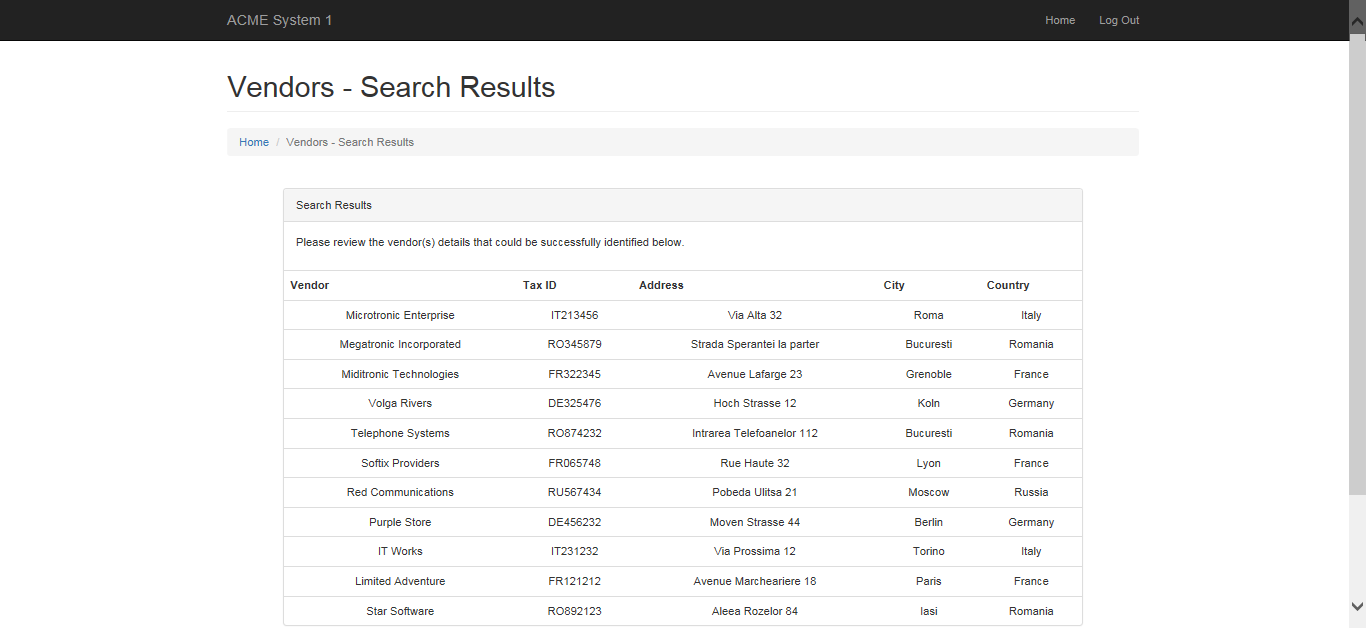 ACME System 1 Home Log Out
Vendors - Search Results
Home / Vendors - Search Results
Search Results
Please review the vendor(s) details that could be successfully identified below.
Vendor Tax ID Address City Country
Microtronic Enterprise IT213456 Via Alta 32 Roma Italy
Megatronic Incorporated RO345879 Strada Sperantei la parter Bucuresti Romania
Miditronic Technologies FR322345 Avenue Lafarge 23 Grenoble France
Volga Rivers DE325476 Hoch Strasse 12 Koln Germany
Telephone Systems RO874232 Intrarea Telefoanelor 112 Bucuresti Romania
Softix Providers FR065748 Rue Haute 32 Lyon France
Red Communications RU567434 Pobeda Ulitsa 21 Moscow Russia
Purple Store DE456232 Moven Strasse 44 Berlin Germany
IT Works IT231232 Via Prossima 12 Torino Italy
Limited Adventure FR121212 Avenue Marcheariere 18 Paris France
Star Software RO892123 Aleea Rozelor 84 Iasi Romania